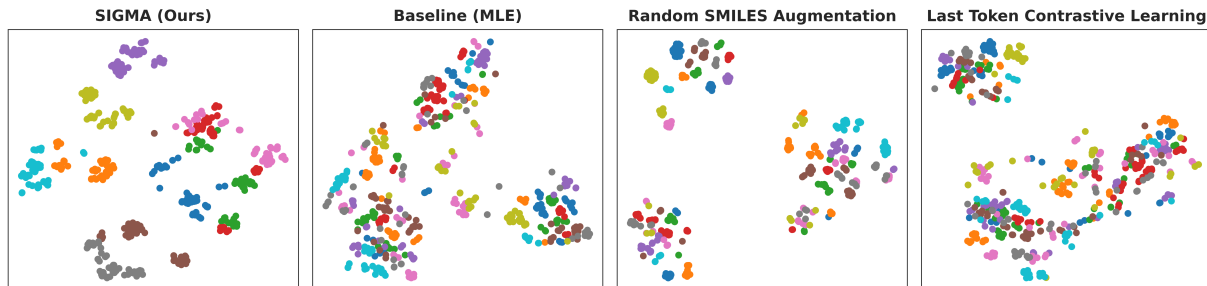 SIGMA (Ours)
Baseline (MLE)
Random SMILES Augmentation
Last Token Contrastive Learning